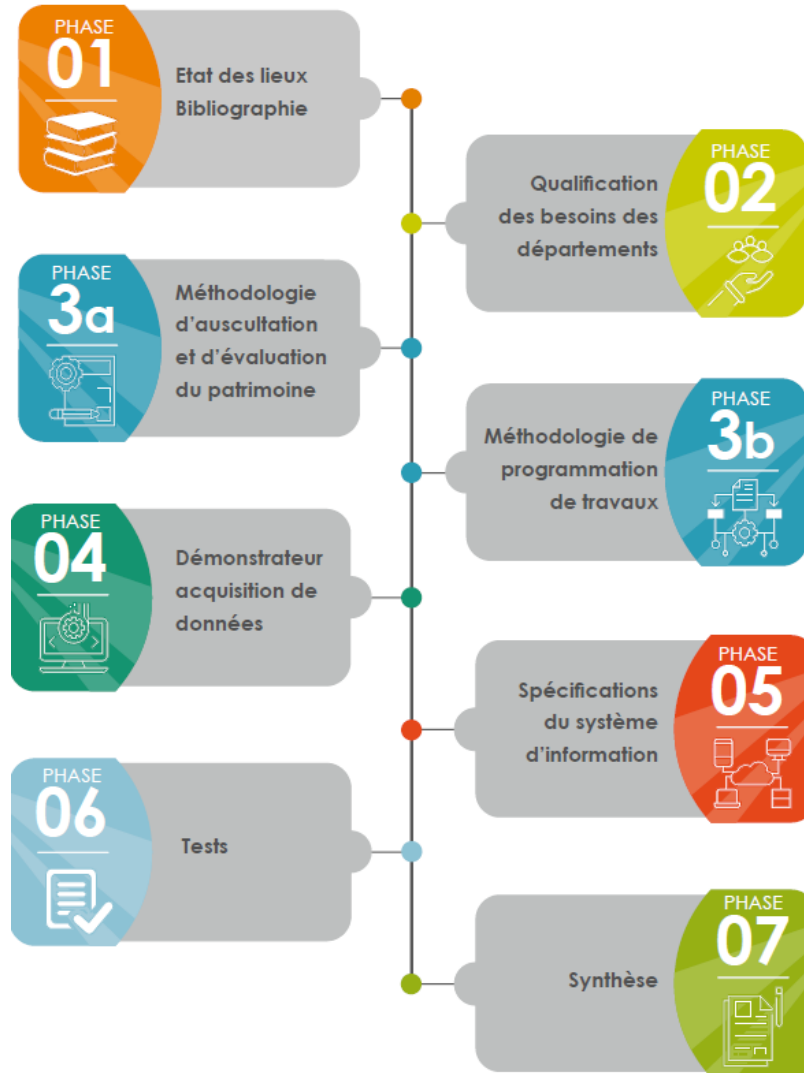 PHASE
01
Etat des lieux
Bibliographie
PHASE
02
Qualification
des besoins des
départements
PHASE
3a
Méthodologie
d'auscultation
et d'évaluation
du patrimoine
PHASE
3b
Méthodologie de
programmation
de travaux
PHASE
04
Démonstrateur
acquisition de
données
PHASE
05
Spécifications
du système
d'information
PHASE
06
Tests
PHASE
07
Synthèse